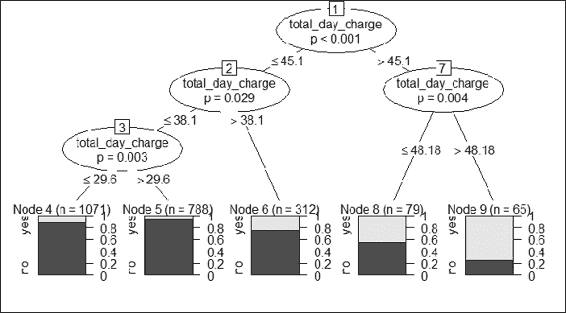 1
total_day_charge
p < 0.001
≤ 45.1
> 45.1
2
total_day_charge
p = 0.029
7
total_day_charge
p = 0.004
≤ 38.1
> 38.1
3
total_day_charge
p = 0.003
≤ 48.18
> 48.18
≤ 29.6
> 29.6
Node 4 (n = 1071)
yes
no
1
0.8
0.6
0.4
0.2
0
Node 5 (n = 788)
yes
no
1
0.8
0.6
0.4
0.2
0
Node 6 (n = 312)
yes
no
1
0.8
0.6
0.4
0.2
0
Node 8 (n = 79)
yes
no
1
0.8
0.6
0.4
0.2
0
Node 9 (n = 65)
yes
no
1
0.8
0.6
0.4
0.2
0